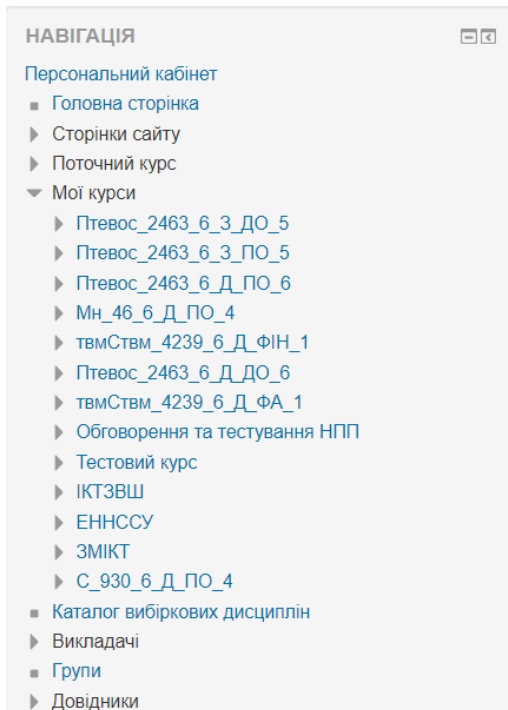 НАВІГАЦІЯ
Персональний кабінет
Головна сторінка
Сторінки сайту
Поточний курс
Мої курси
Птевос_2463_6_З_ДО_5
Птевос_2463_6_З_ПО_5
Птевос_2463_6_Д_ПО_6
Мн_46_6_Д_ПО_4
твмСтвм_4239_6_Д_ФІН_1
Птевос_2463_6_Д_ДО_6
твмСтвм_4239_6_Д_ФА_1
Обговорення та тестування НПП
Тестовий курс
ІКТЗВШ
ЕННССУ
ЗМІКТ
С_930_6_Д_ПО_4
Каталог вибіркових дисциплін
Викладачі
Групи
Довідники